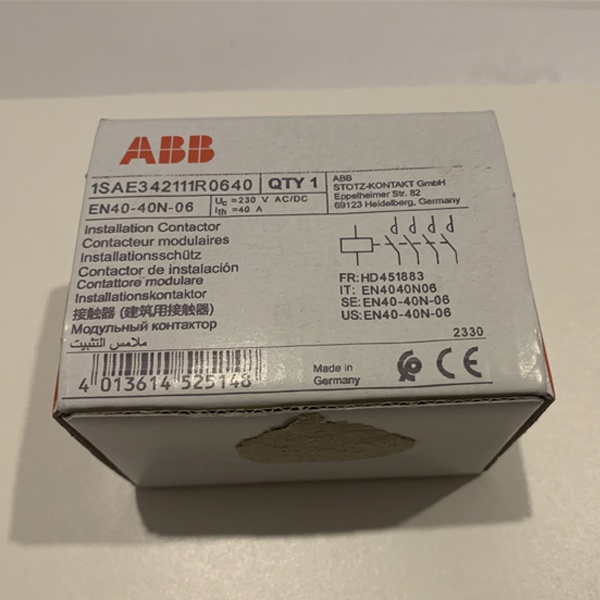 ABB
1SAE342111R0640
QTY 1
ABB
STOTZ-KONTAKT GmbH
Eppelheimer Str. 82
69123 Heidelberg, Germany
EN40-40N-06
Uc =230 V AC/DC
Ith =40 A
Installation Contactor
Contacteur modulaires
Installationsschütz
Contactor de instalación
Contattore modulare
Installationskontaktor
接触器 (建筑用接触器)
Модульный контактор
ملامس التثبيت
FR:HD451883
IT: EN4040N06
SE:EN40-40N-06
US:EN40-40N-06
2330
4 013614 525148
Made in
Germany
CE